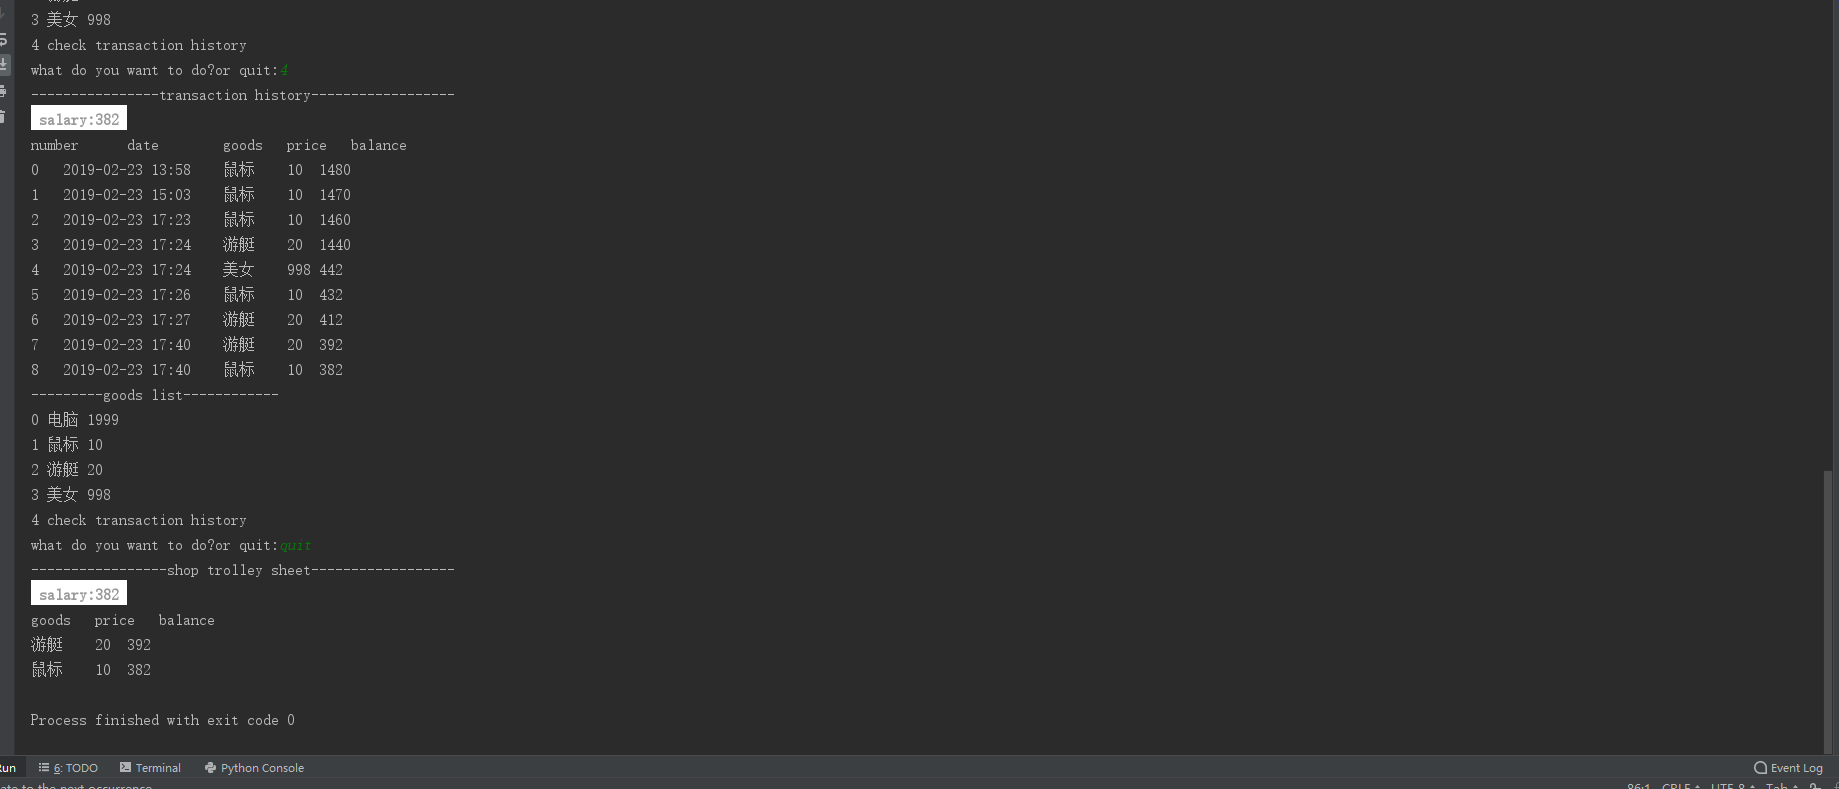 3 美女 998
4 check transaction history
what do you want to do?or quit:4
----------------transaction history------------------
salary:382
number      date        goods   price   balance
0   2019-02-23 13:58    鼠标    10  1480
1   2019-02-23 15:03    鼠标    10  1470
2   2019-02-23 17:23    鼠标    10  1460
3   2019-02-23 17:24    游艇    20  1440
4   2019-02-23 17:24    美女    998 442
5   2019-02-23 17:26    鼠标    10  432
6   2019-02-23 17:27    游艇    20  412
7   2019-02-23 17:40    游艇    20  392
8   2019-02-23 17:40    鼠标    10  382
---------goods list------------
0 电脑 1999
1 鼠标 10
2 游艇 20
3 美女 998
4 check transaction history
what do you want to do?or quit:quit
-----------------shop trolley sheet------------------
salary:382
goods   price   balance
游艇    20  392
鼠标    10  382
Process finished with exit code 0
6: TODO Terminal Python Console Event Log
to the next occurrence 86:1 CRLF UTF-8 Tab